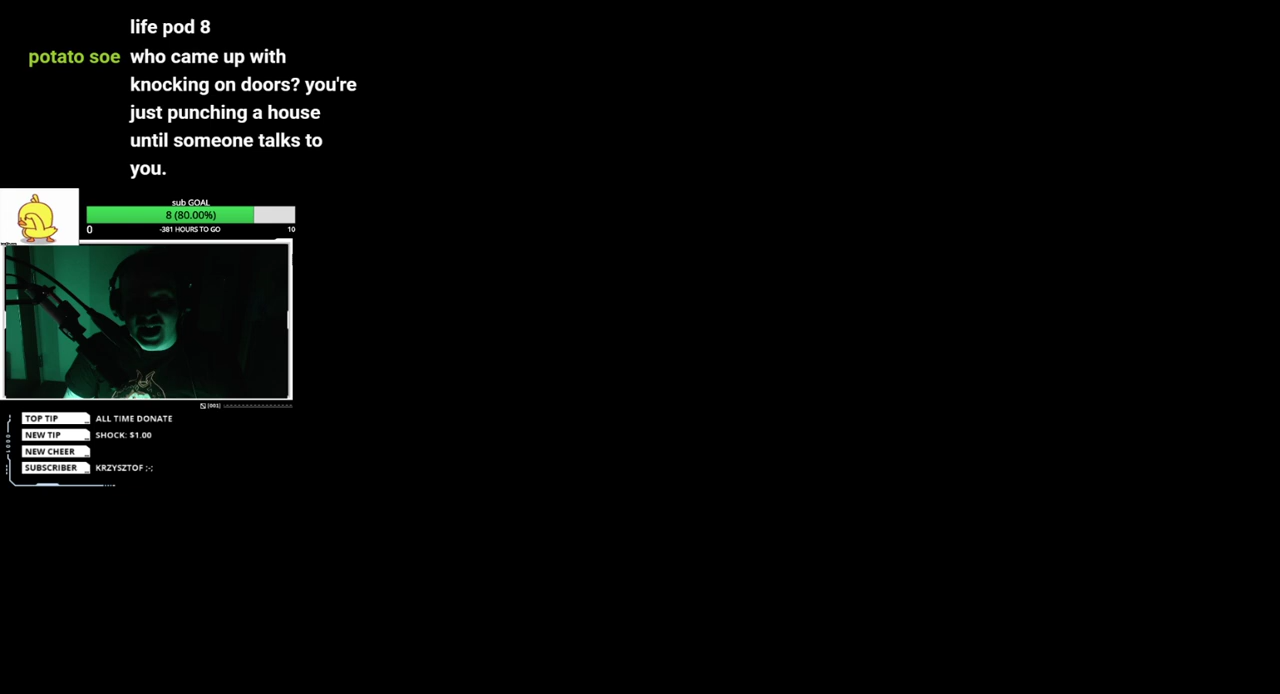 life pod 8
potato soe who came up with
knocking on doors? you're
just punching a house
until someone talks to
you.
sub GOAL
8 (80.00%)
0 -381 HOURS TO GO 10
[001]
TOP TIP ALL TIME DONATE
NEW TIP SHOCK: $1.00
NEW CHEER
SUBSCRIBER KRZYSZTOF ;-;